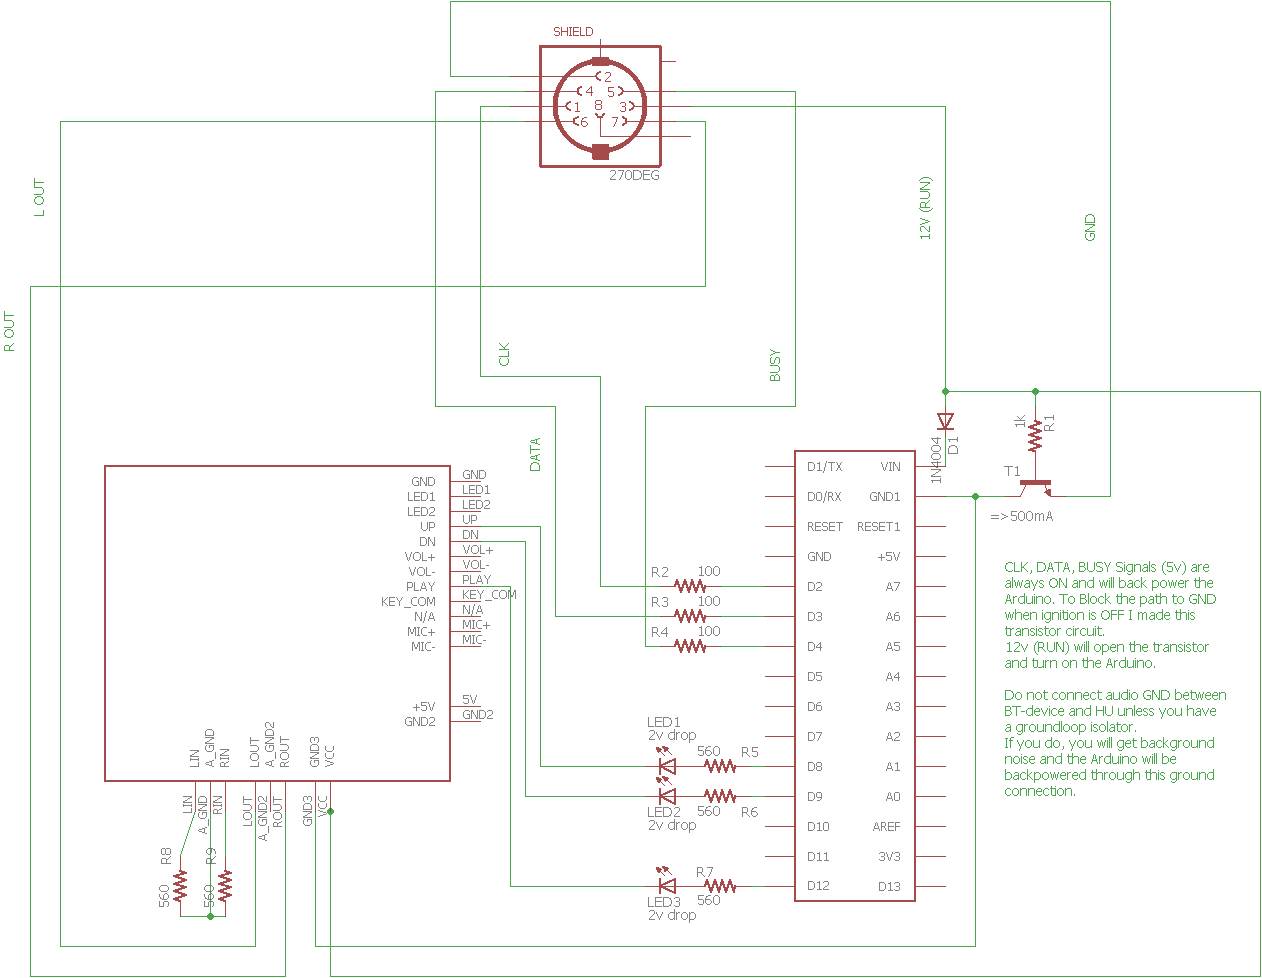 SHIELD
2
4 5
1 8 3
6 7
270DEG
L OUT
12V (RUN)
GND
R OUT
CLK
BUSY
1K
R1
DATA
1N4004
D1
T1
=>500mA
GND GND
LED1 LED1
LED2 LED2
UP UP
DN DN
VOL+ VOL+
VOL- VOL-
PLAY PLAY
KEY_COM KEY_COM
N/A N/A
MIC+ MIC+
MIC- MIC-
+5V 5V
GND2 GND2
LIN
A_GND
RIN
LOUT
A_GND2
ROUT
GND3
VCC
LIN
A_GND
RIN
LOUT
A_GND2
ROUT
GND3
VCC
R8
560
R9
560
R2 100
R3 100
R4 100
LED1
2v drop
560 R5
LED2
2v drop
560 R6
R7
560
LED3
2v drop
D1/TX VIN
D0/RX GND1
RESET RESET1
GND +5V
D2 A7
D3 A6
D4 A5
D5 A4
D6 A3
D7 A2
D8 A1
D9 A0
D10 AREF
D11 3V3
D12 D13
CLK, DATA, BUSY Signals (5v) are
always ON and will back power the
Arduino. To Block the path to GND
when ignition is OFF I made this
transistor circuit.
12v (RUN) will open the transistor
and turn on the Arduino.
Do not connect audio GND between
BT-device and HU unless you have
a groundloop isolator.
If you do, you will get background
noise and the Arduino will be
backpowered through this ground
connection.